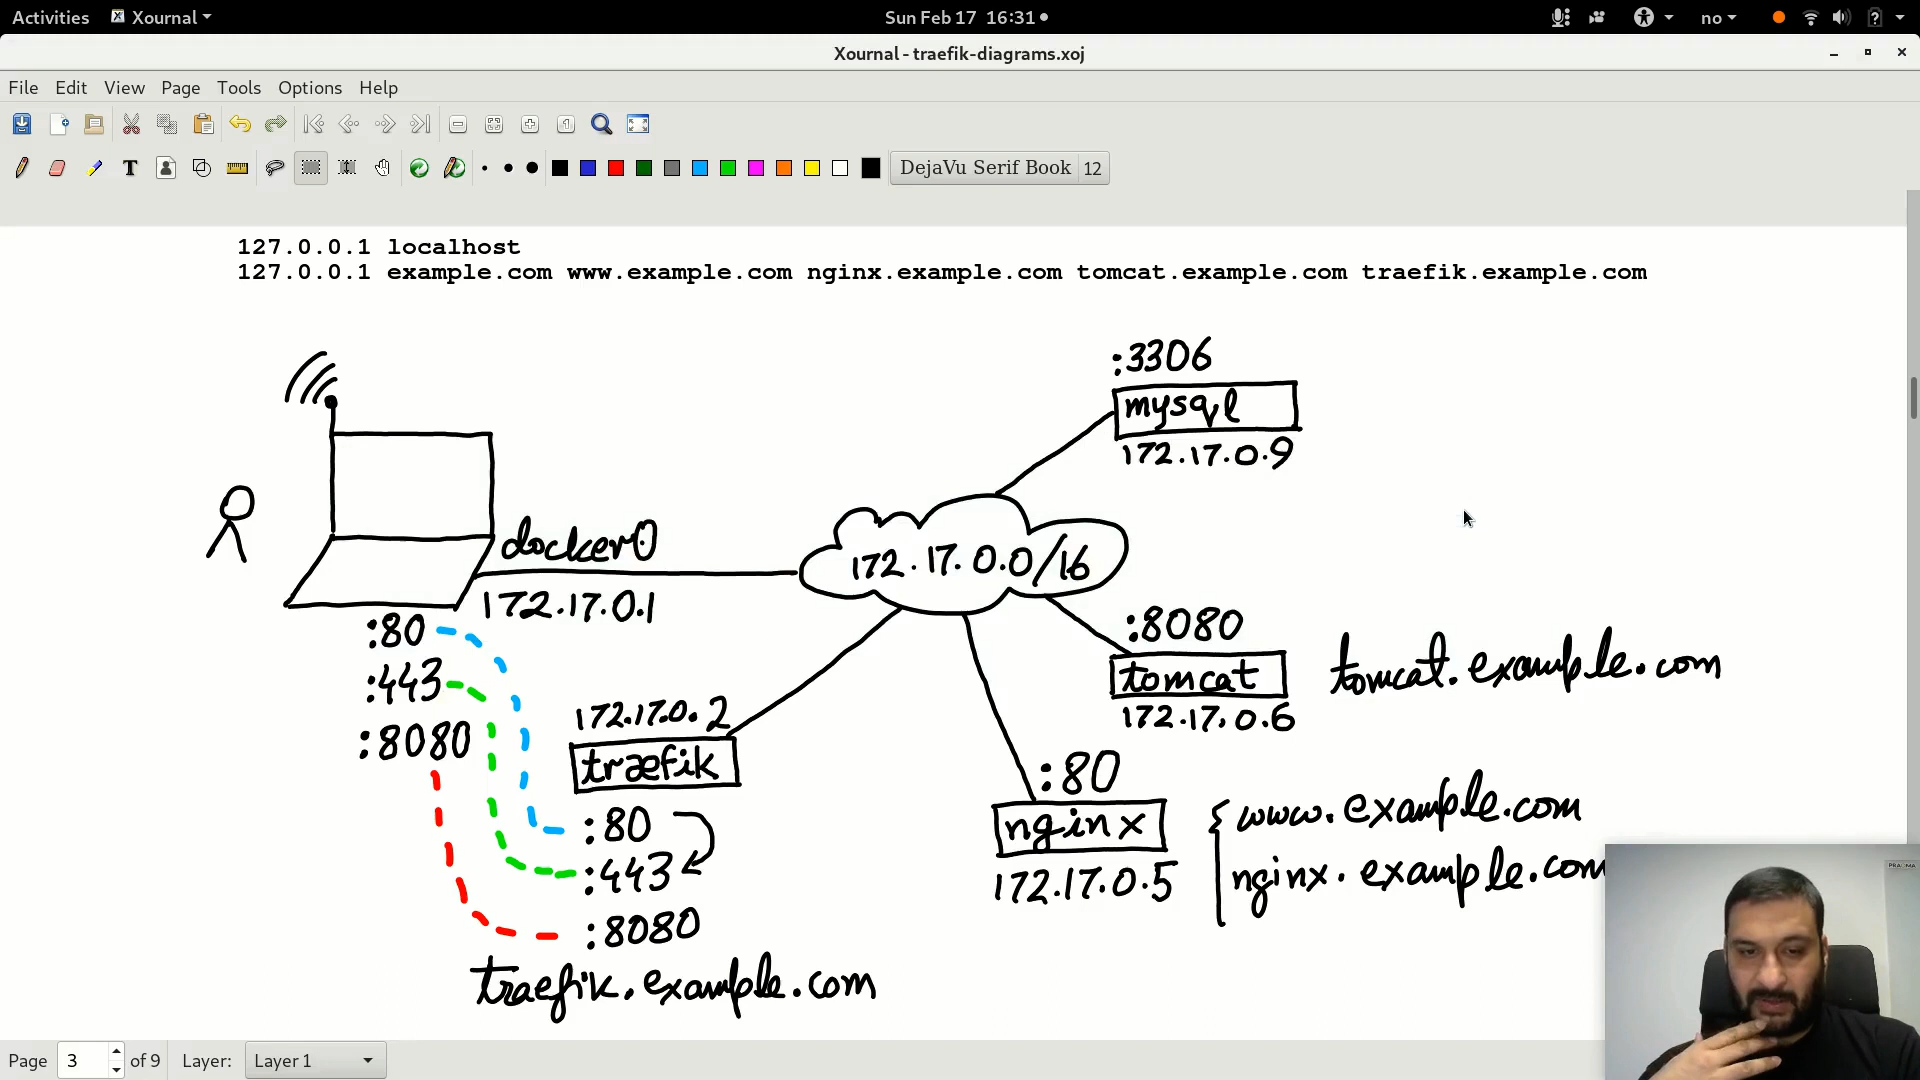 Activities Xournal Sun Feb 17 16:31 no
Xournal - traefik-diagrams.xoj
File Edit View Page Tools Options Help
DejaVu Serif Book 12
127.0.0.1 localhost
127.0.0.1 example.com www.example.com nginx.example.com tomcat.example.com traefik.example.com
:3306
mysql
172.17.0.9
docker0
172.17.0.1
172.17.0.0/16
:80
:443
:8080
:8080
tomcat
172.17.0.6
tomcat.example.com
172.17.0.2
traefik
:80
:443
:8080
traefik.example.com
:80
nginx
172.17.0.5
www.example.com
nginx.example.com
Page 3 of 9 Layer: Layer 1